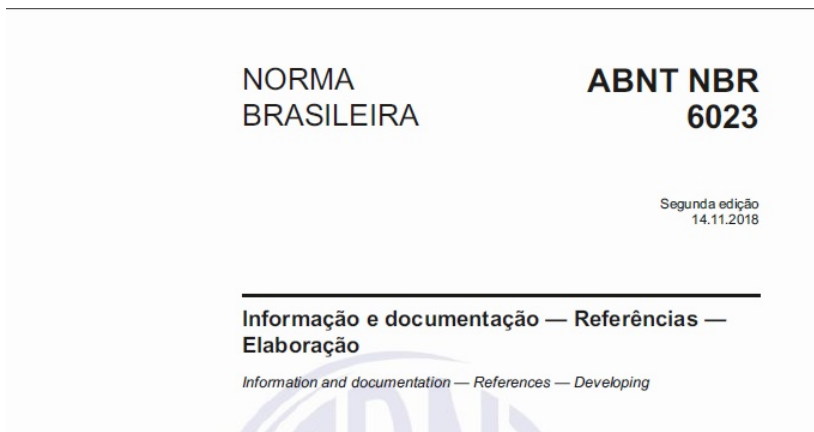 NORMA
BRASILEIRA
ABNT NBR
6023
Segunda edição
14.11.2018
Informação e documentação — Referências —
Elaboração
Information and documentation — References — Developing